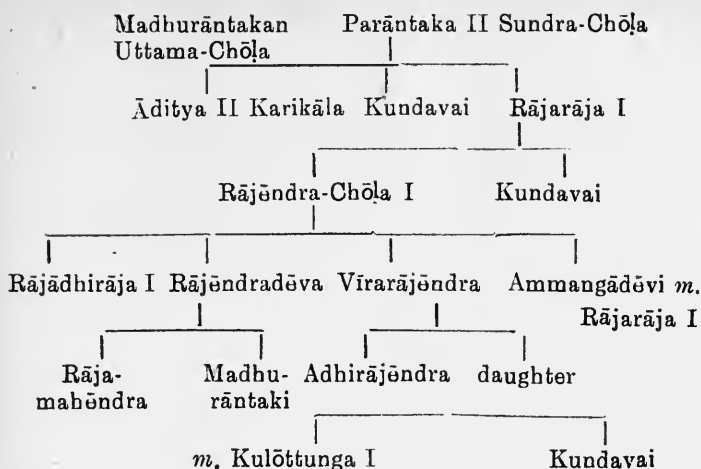 Madhurāntakan Parāntaka II Sundra-Chōḷa
Uttama-Chōḷa
Āditya II Karikāla Kundavai Rājarāja I
Rājēndra-Chōḷa I Kundavai
Rājādhirāja I Rājēndradēva Vīrarājēndra Ammangādēvi m.
Rājarāja I
Rāja- Madhu- Adhirājēndra daughter
mahēndra rāntaki
m. Kulōttunga I Kundavai